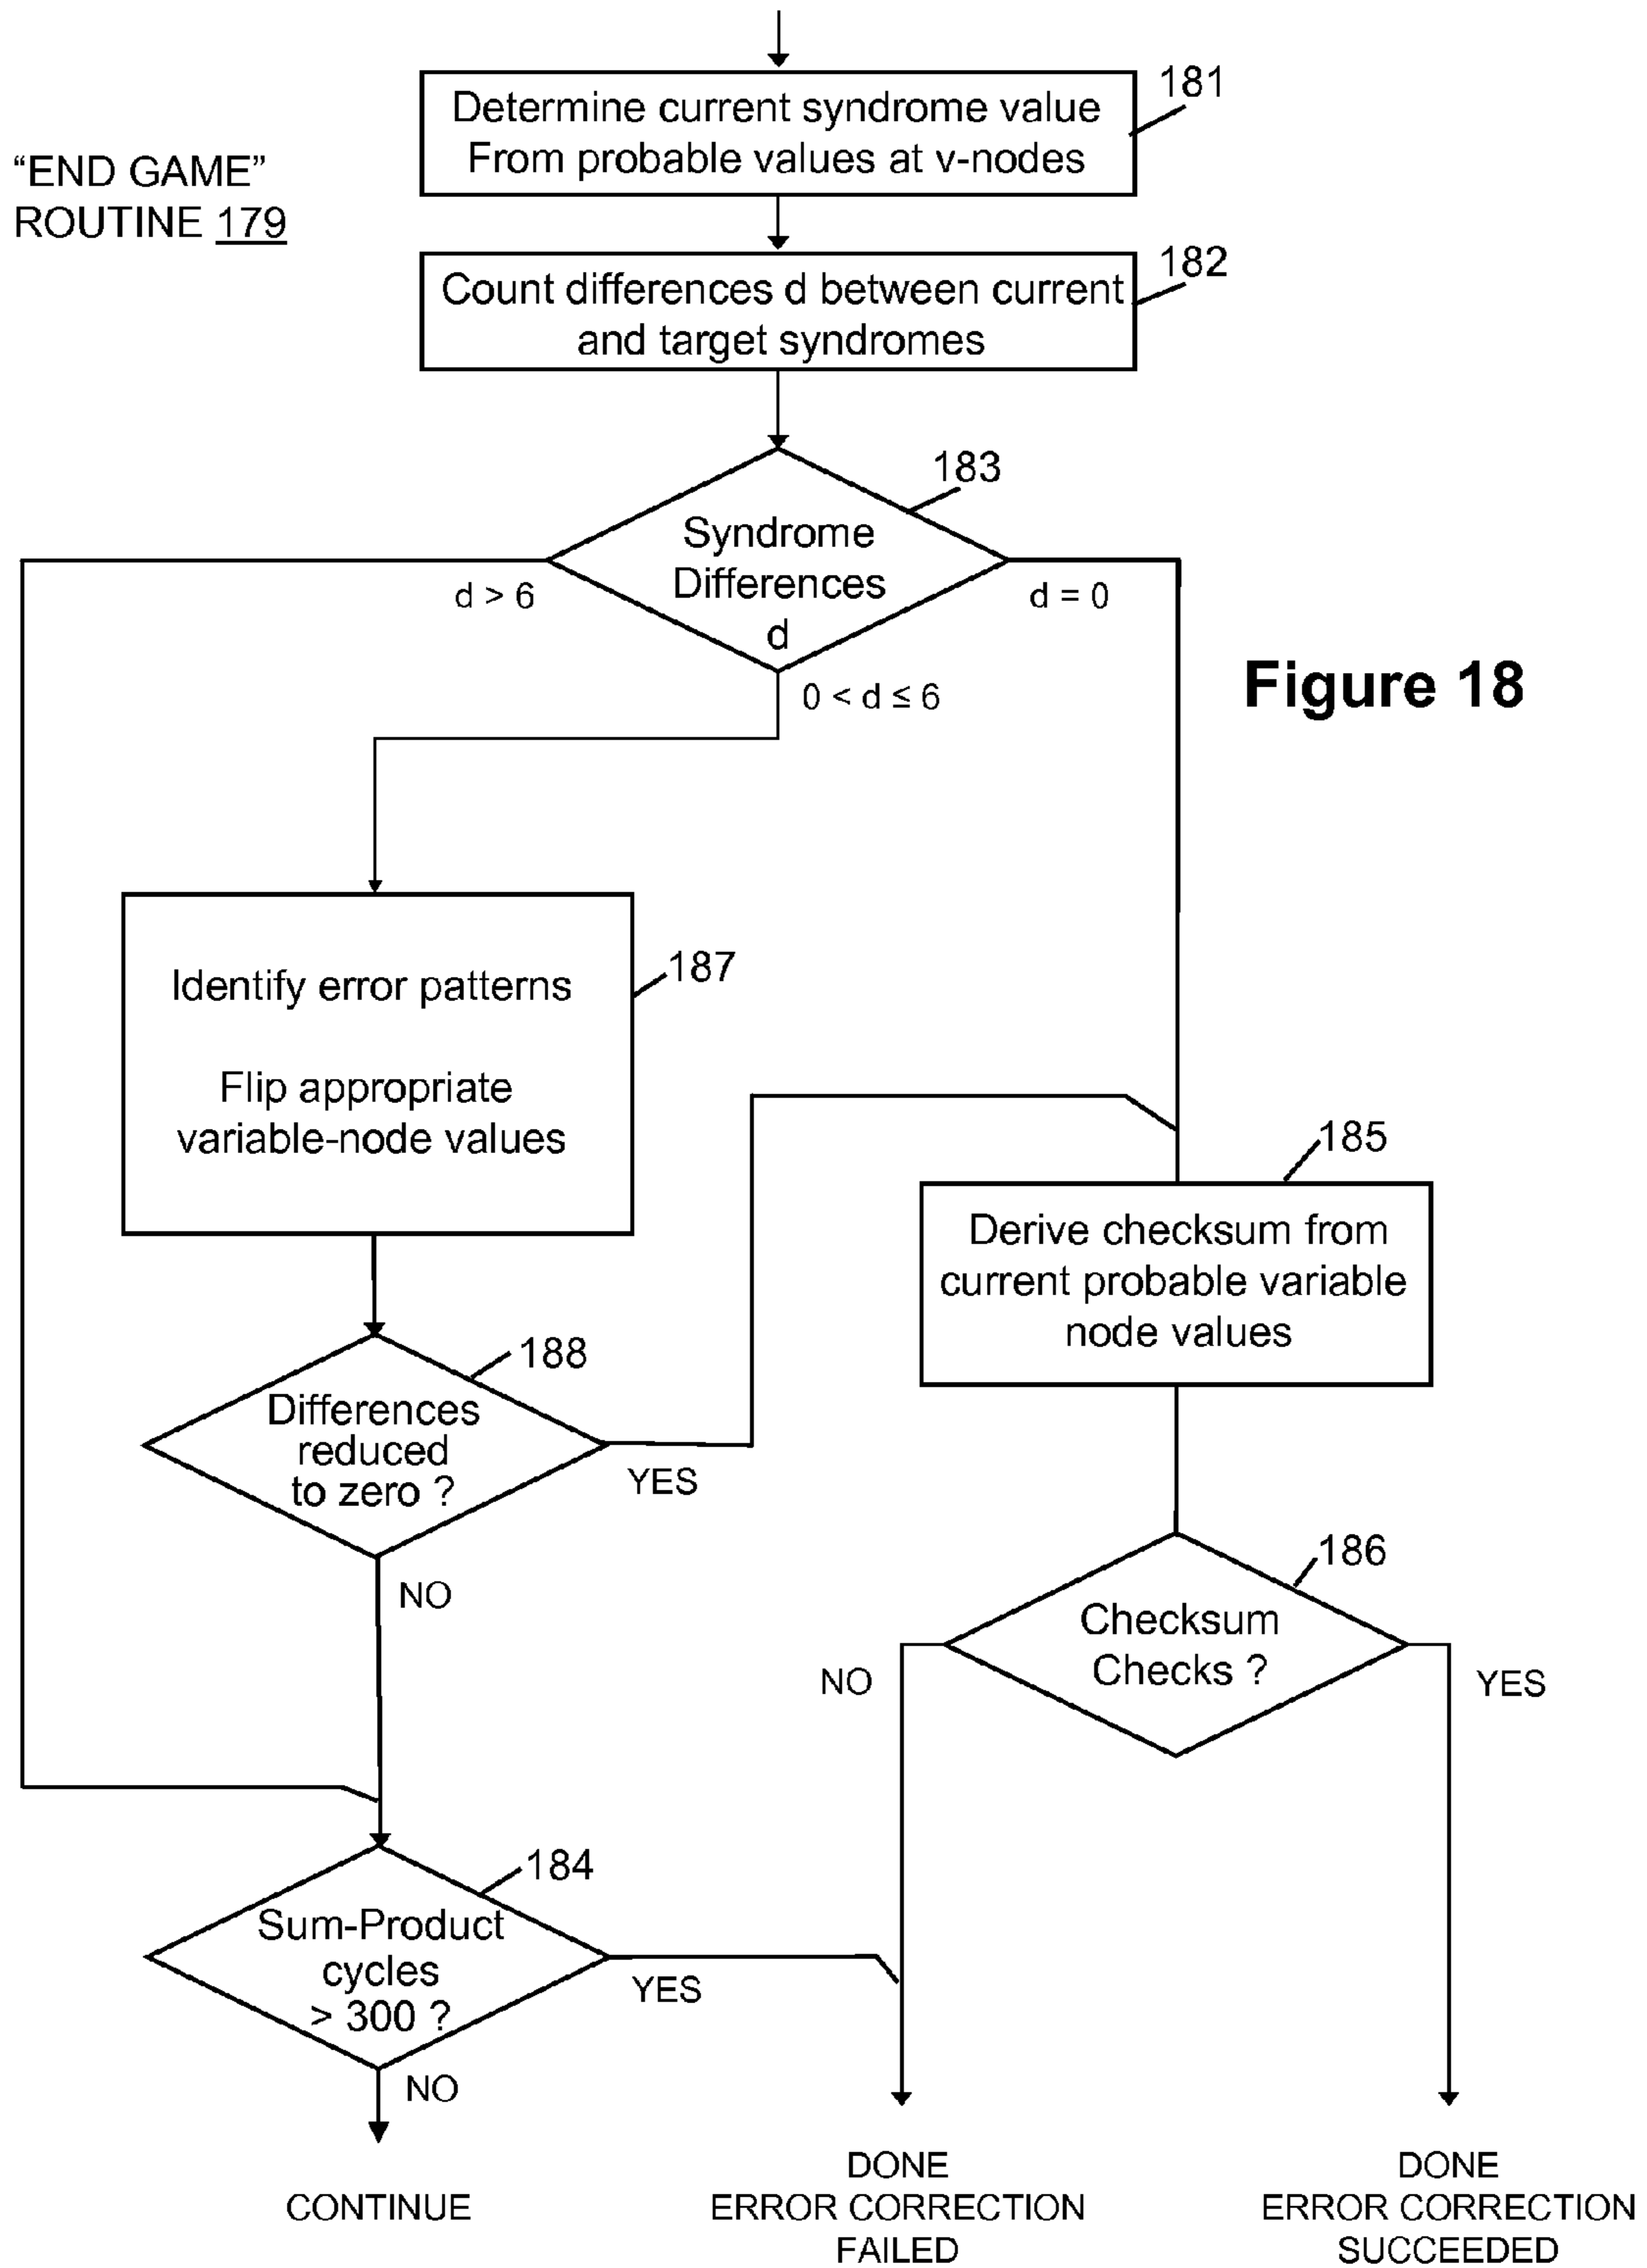 181
Determine current syndrome value
From probable values at v-nodes
“END GAME”
ROUTINE 179
182
Count differences d between current
and target syndromes
183
Syndrome
Differences
d
d > 6
d = 0
0 < d ≤ 6
Figure 18
187
Identify error patterns
Flip appropriate
variable-node values
185
Derive checksum from
current probable variable
node values
188
Differences
reduced
to zero ?
YES
NO
186
Checksum
Checks ?
NO
YES
184
Sum-Product
cycles
> 300 ?
YES
NO
CONTINUE
DONE
ERROR CORRECTION
FAILED
DONE
ERROR CORRECTION
SUCCEEDED